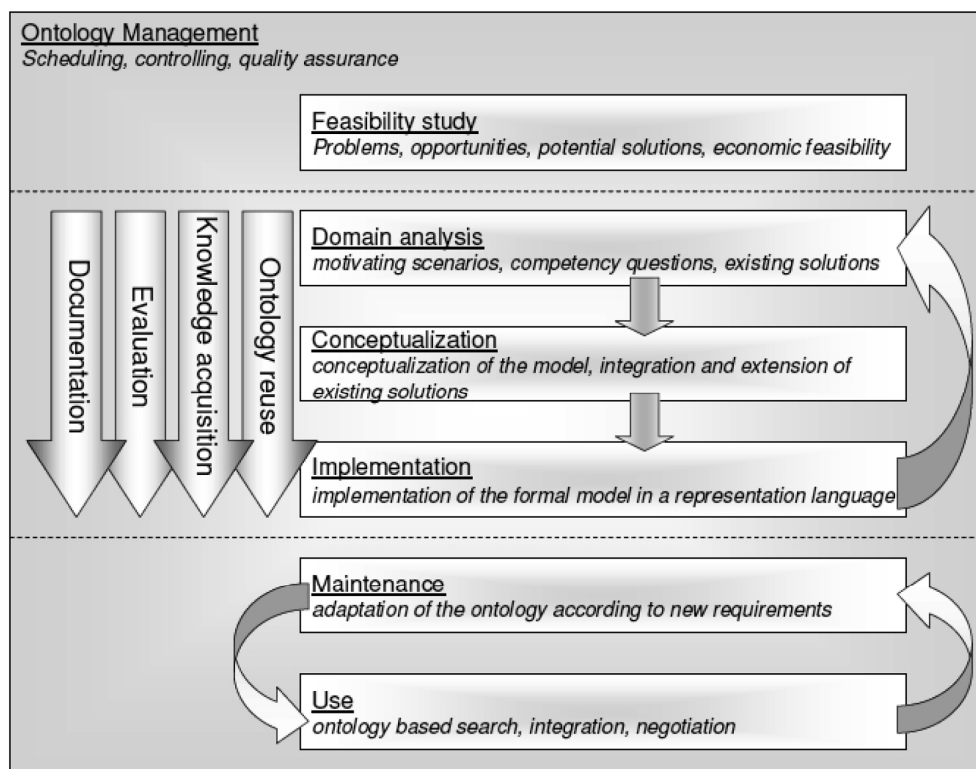 Ontology Management
Scheduling, controlling, quality assurance
Feasibility study
Problems, opportunities, potential solutions, economic feasibility
Documentation
Evaluation
Knowledge acquisition
Ontology reuse
Domain analysis
motivating scenarios, competency questions, existing solutions
Conceptualization
conceptualization of the model, integration and extension of
existing solutions
Implementation
implementation of the formal model in a representation language
Maintenance
adaptation of the ontology according to new requirements
Use
ontology based search, integration, negotiation